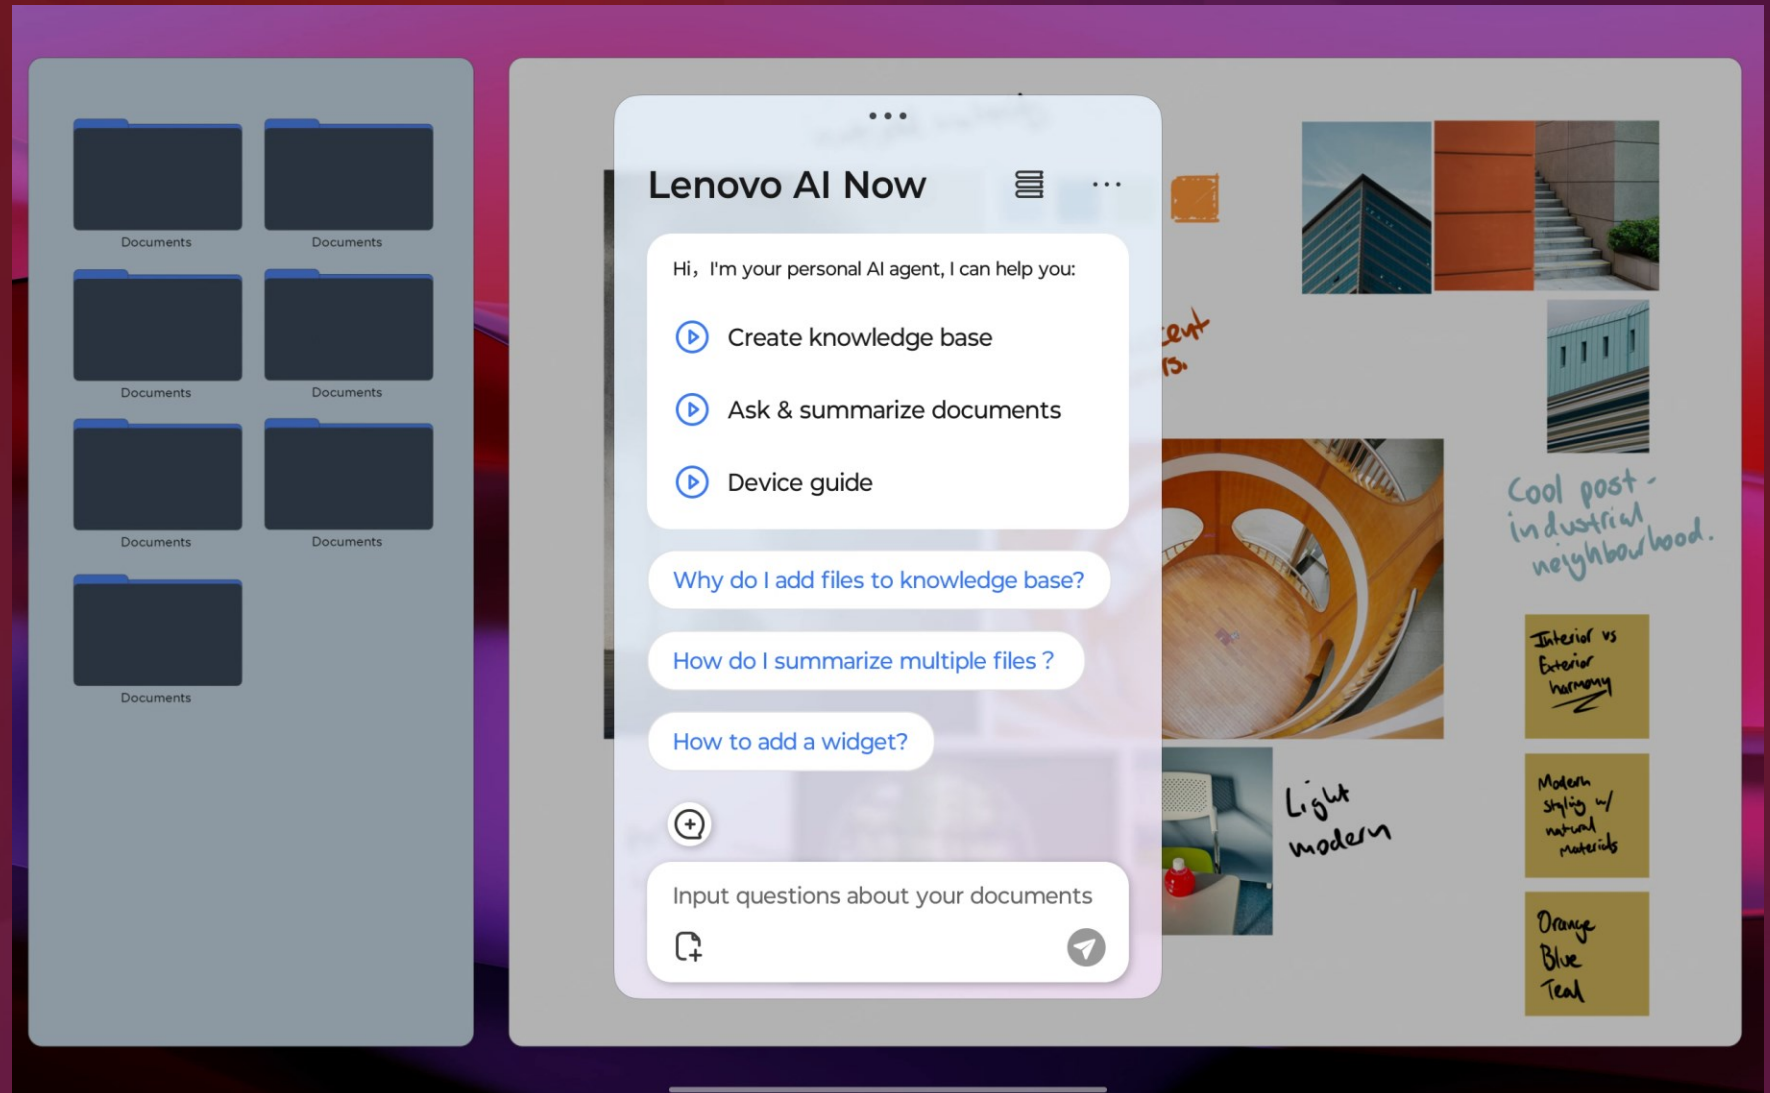 Documents
Documents
Documents
Documents
Documents
Documents
Documents
Lenovo AI Now
Hi, I'm your personal AI agent, I can help you:
Create knowledge base
Ask & summarize documents
Device guide
Why do I add files to knowledge base?
How do I summarize multiple files ?
How to add a widget?
Input questions about your documents
Cool post-
industrial
neighbourhood.
Interior vs
Exterior
harmony
Modern
Styling w/
natural
Materials
Light
modern
Orange
Blue
Teal